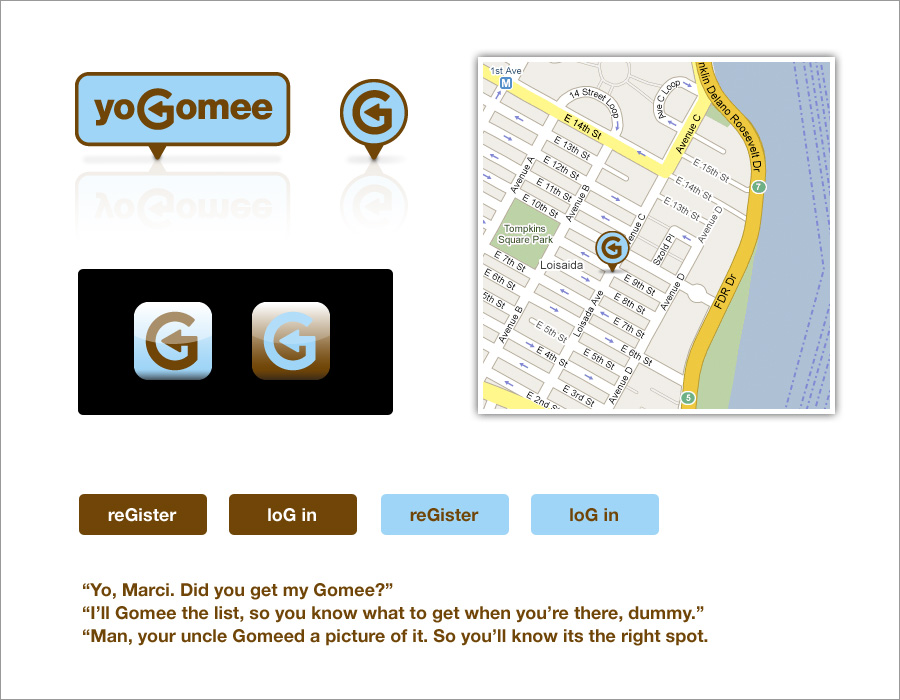 yoGomee
G
yoGomee
G
1st Ave
M
14 Street Loop
Ave C Loop
nklin Delano Roosevelt Dr
E 14th St
Avenue C
E 13th St
E 15th St
E 12th St
Avenue A
E 14th St
7
E 11th St
Avenue B
E 13th St
E 10th St
Avenue D
Tompkins
Square Park
enue C
Szold Pl
G
E 7th St
Loisaida
E 6th St
E 9th St
Avenue D
FDR Dr
5th St
E 8th St
Loisada Ave
E 7th St
Avenue B
E 5th St
E 6th St
E 4th St
E 5th St
Avenue D
E 3rd St
E 2nd S
5
G
G
reGister
loG in
reGister
loG in
“Yo, Marci. Did you get my Gomee?”
“I’ll Gomee the list, so you know what to get when you’re there, dummy.”
“Man, your uncle Gomeed a picture of it. So you’ll know its the right spot.